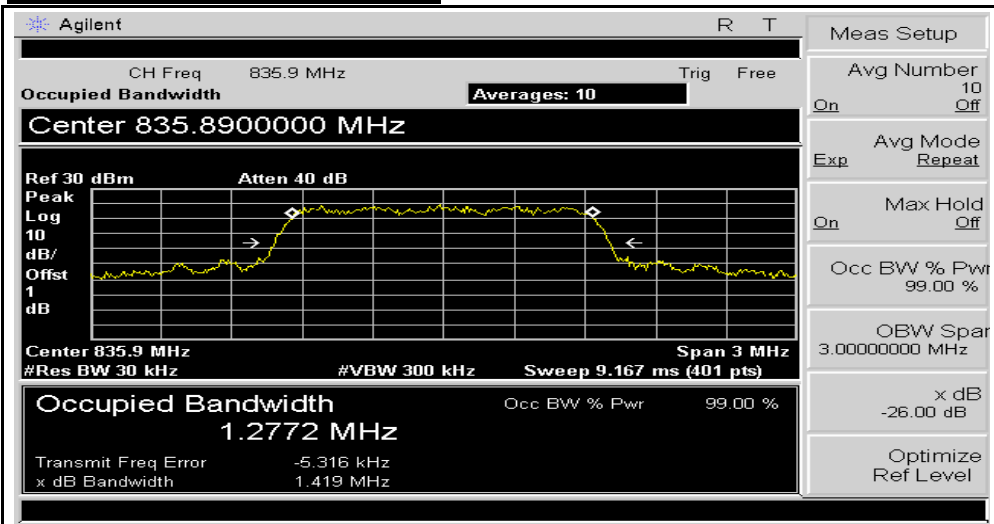 Agilent R T
CH Freq 835.9 MHz Trig Free
Occupied Bandwidth Averages: 10
Center 835.8900000 MHz
Ref 30 dBm Atten 40 dB
Peak
Log
10
dB/
Offst
1
dB
Center 835.9 MHz Span 3 MHz
#Res BW 30 kHz #VBW 300 kHz Sweep 9.167 ms (401 pts)
Occupied Bandwidth Occ BW % Pwr 99.00 %
1.2772 MHz
Transmit Freq Error -5.316 kHz
x dB Bandwidth 1.419 MHz
Meas Setup
Avg Number
10
On Off
Avg Mode
Exp Repeat
Max Hold
On Off
Occ BW % Pwr
99.00 %
OBW Span
3.00000000 MHz
x dB
-26.00 dB
Optimize
Ref Level